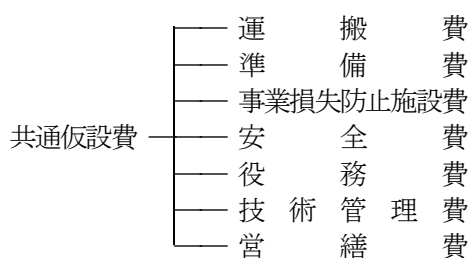 運搬費
準備費
事業損失防止施設費
共通仮設費
安全費
役務費
技術管理費
営繕費